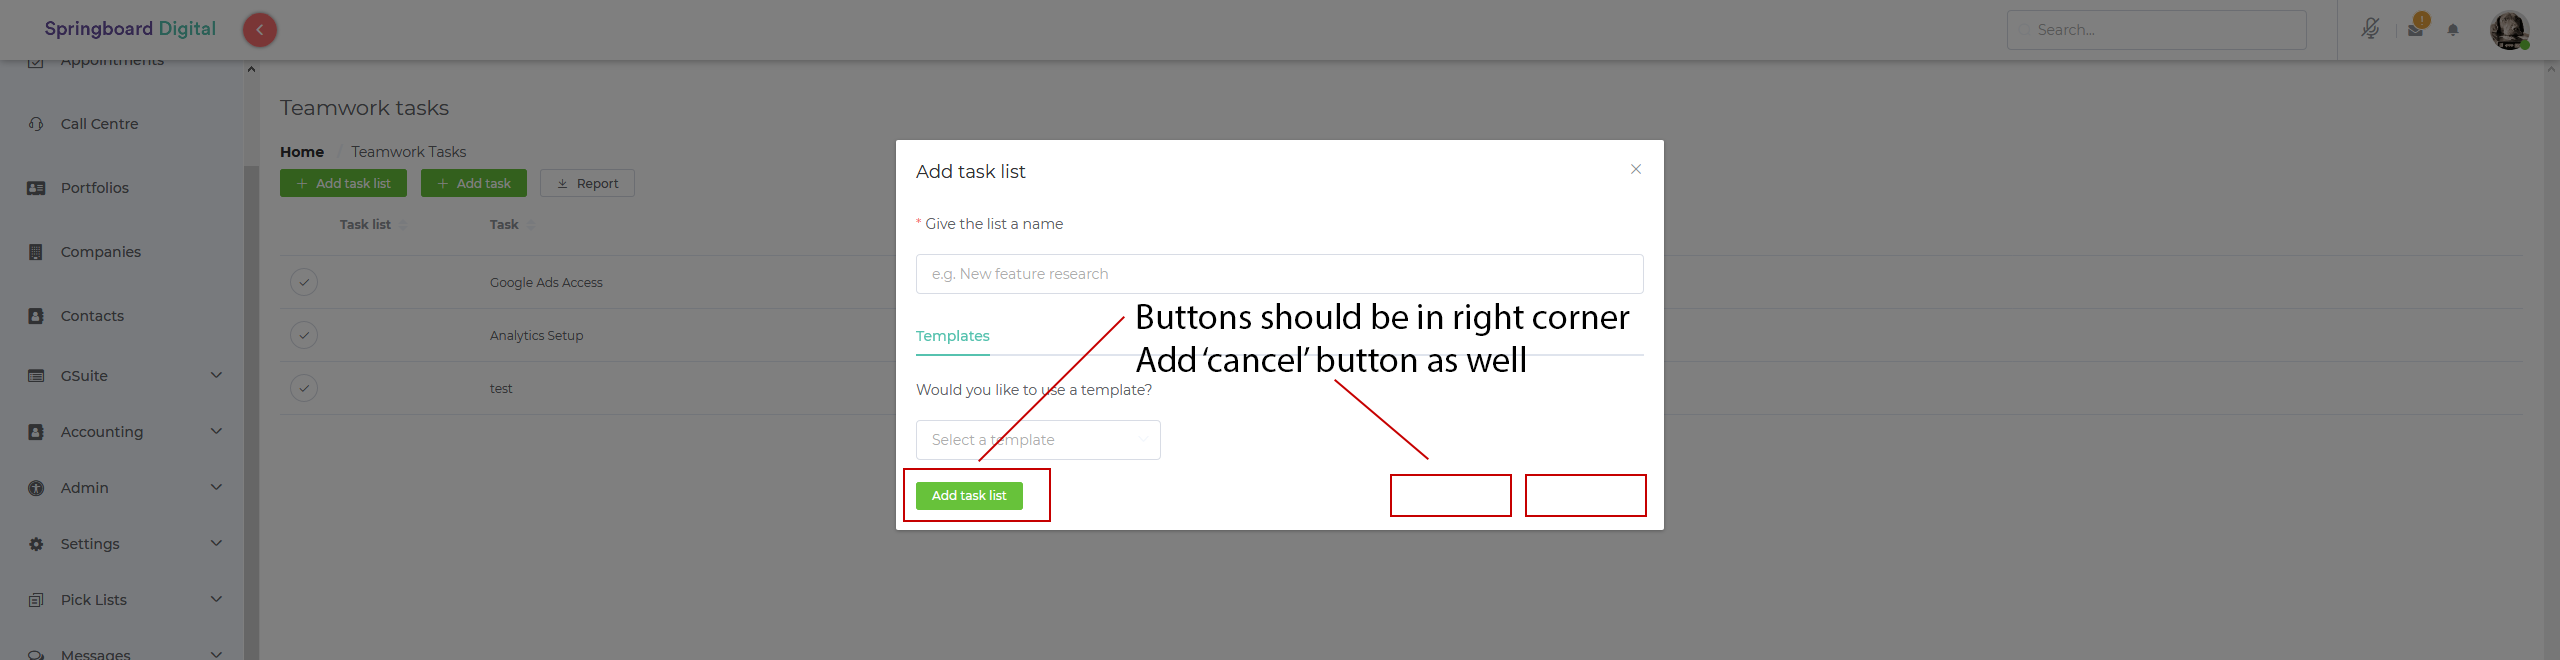 Springboard Digital
Search...
!
Appointments
Call Centre
Portfolios
Companies
Contacts
GSuite
Accounting
Admin
Settings
Pick Lists
Messages
Teamwork tasks
Home / Teamwork Tasks
+ Add task list
+ Add task
Report
Task list
Task
Google Ads Access
Analytics Setup
test
Add task list
* Give the list a name
e.g. New feature research
Buttons should be in right corner
Add ‘cancel’ button as well
Templates
Would you like to use a template?
Select a template
Add task list